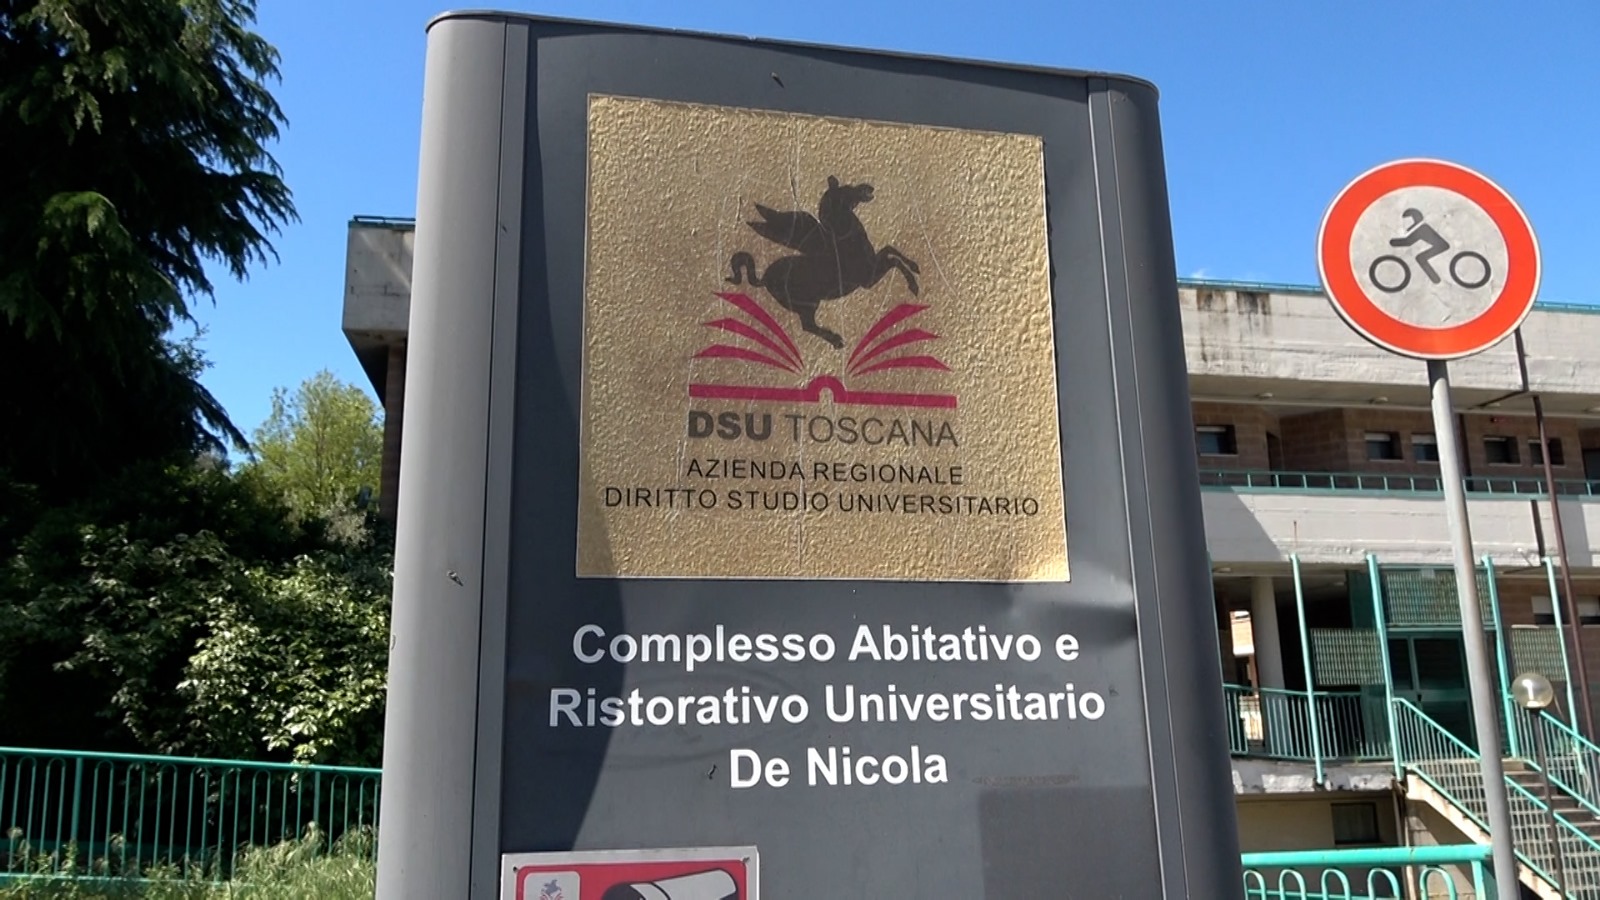 DSU TOSCANA
AZIENDA REGIONALE
DIRITTO STUDIO UNIVERSITARIO
Complesso Abitativo e
Ristorativo Universitario
De Nicola